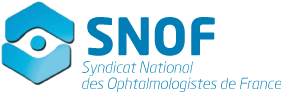 SNOF
Syndicat National
des Ophtalmologistes de France